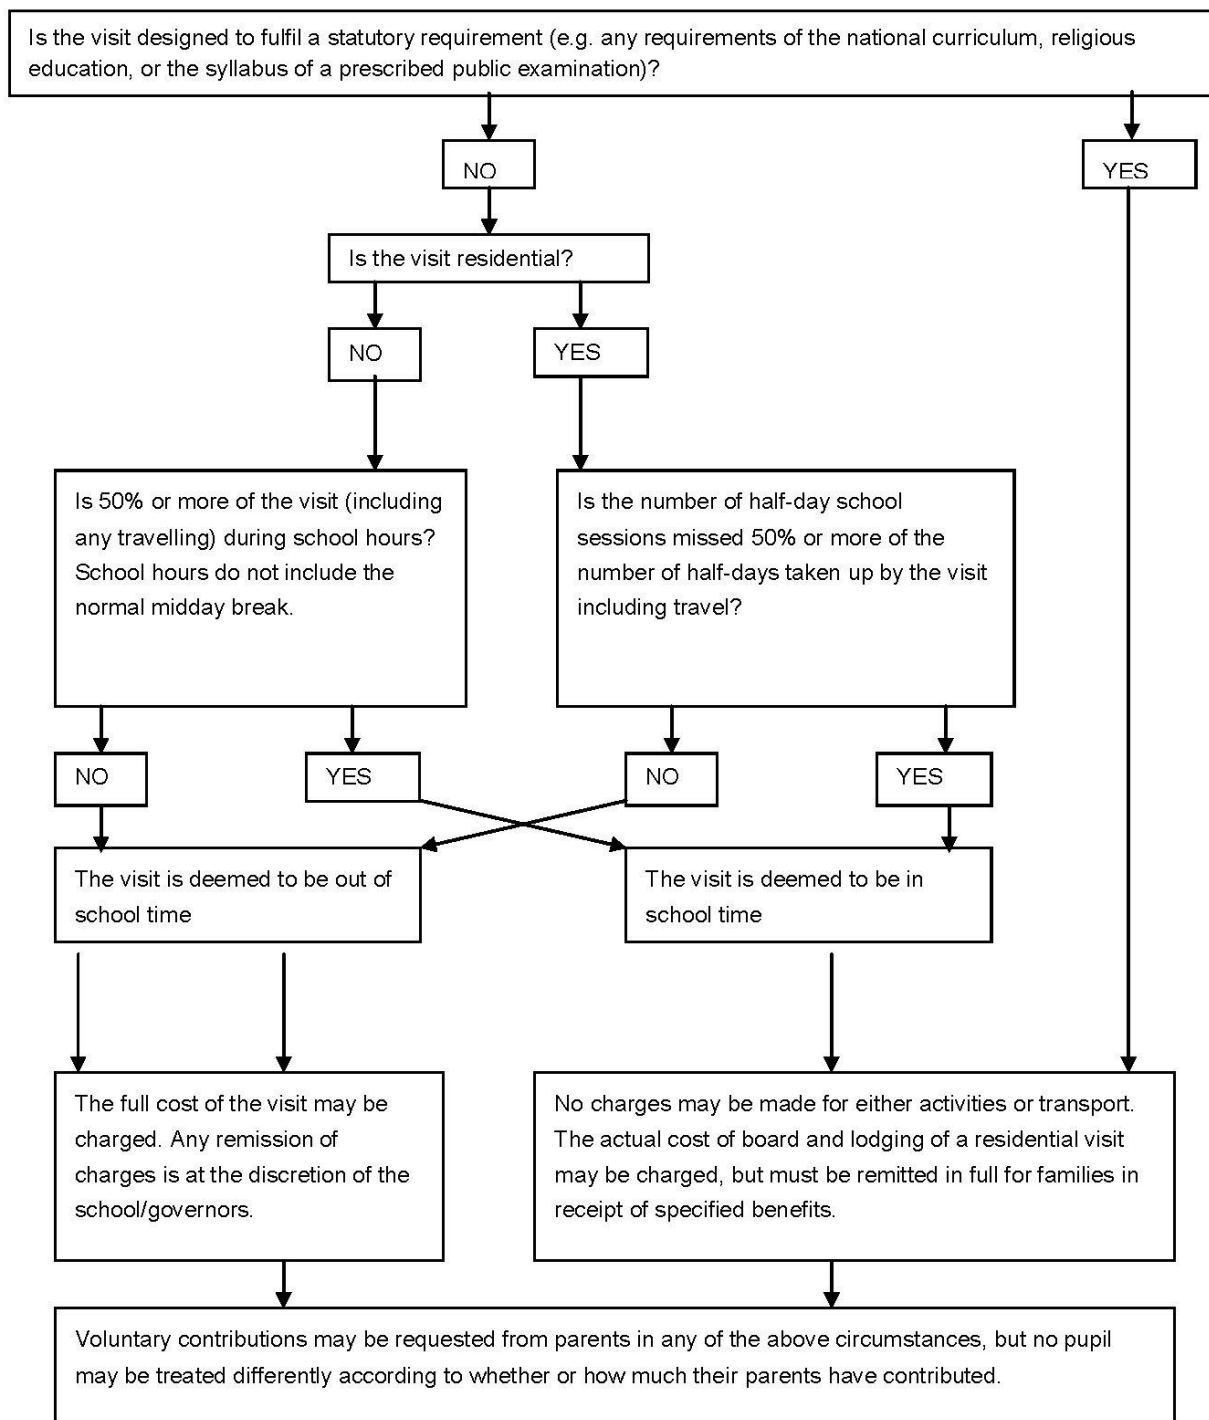 Is the visit designed to fulfil a statutory requirement (e.g. any requirements of the national curriculum, religious
education, or the syllabus of a prescribed public examination)?
NO
YES
Is the visit residential?
NO
YES
Is 50% or more of the visit (including
any travelling) during school hours?
School hours do not include the
normal midday break.
Is the number of half-day school
sessions missed 50% or more of the
number of half-days taken up by the visit
including travel?
NO
YES
NO
YES
The visit is deemed to be out of
school time
The visit is deemed to be in
school time
The full cost of the visit may be
charged. Any remission of
charges is at the discretion of the
school/governors.
No charges may be made for either activities or transport.
The actual cost of board and lodging of a residential visit
may be charged, but must be remitted in full for families in
receipt of specified benefits.
Voluntary contributions may be requested from parents in any of the above circumstances, but no pupil
may be treated differently according to whether or how much their parents have contributed.